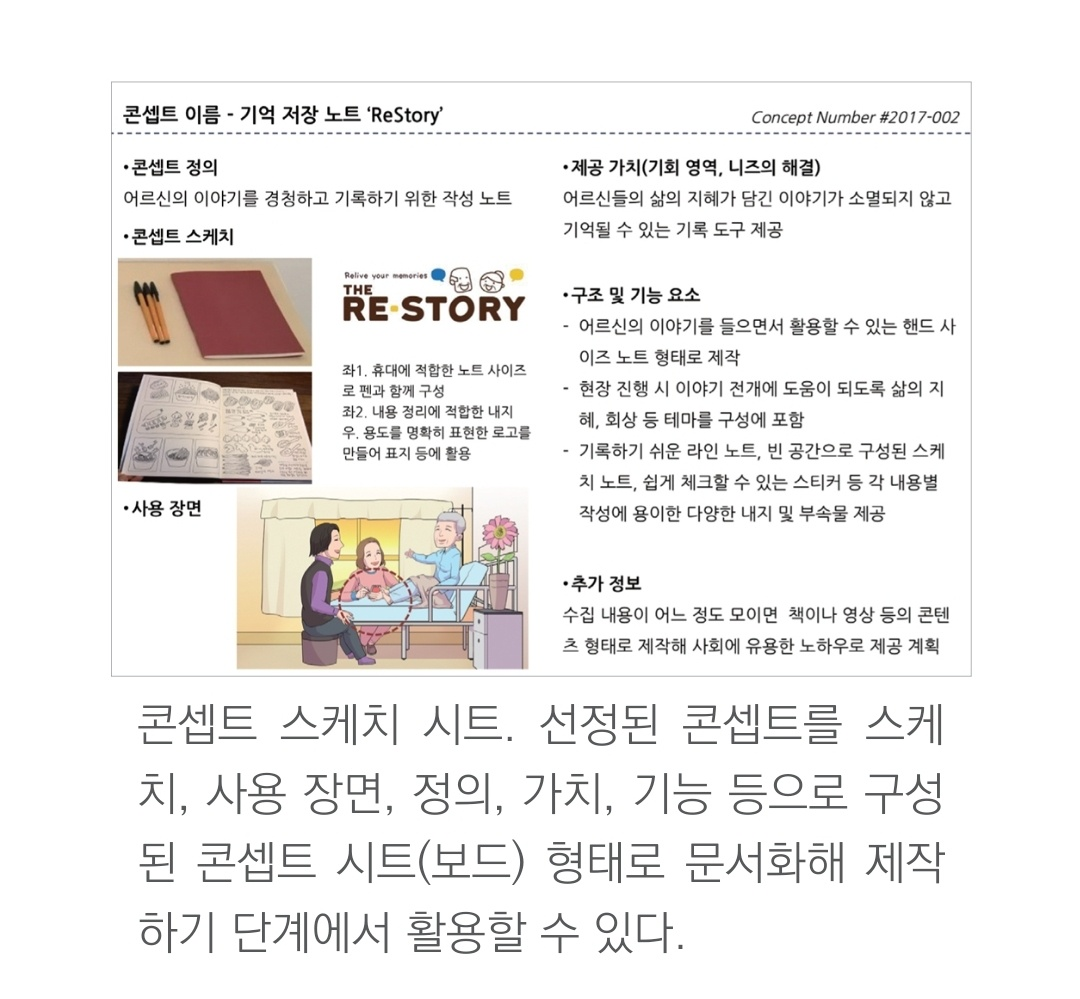 콘셉트 이름 - 기억 저장 노트 ‘ReStory’
Concept Number #2017-002
•콘셉트 정의
어르신의 이야기를 경청하고 기록하기 위한 작성 노트
•콘셉트 스케치
Relive your memories
THE
RE·STORY
좌1. 휴대에 적합한 노트 사이즈
로 펜과 함께 구성
좌2. 내용 정리에 적합한 내지
우. 용도를 명확히 표현한 로고를
만들어 표지 등에 활용
•사용 장면
•제공 가치(기회 영역, 니즈의 해결)
어르신들의 삶의 지혜가 담긴 이야기가 소멸되지 않고
기억될 수 있는 기록 도구 제공
•구조 및 기능 요소
- 어르신의 이야기를 들으면서 활용할 수 있는 핸드 사
이즈 노트 형태로 제작
- 현장 진행 시 이야기 전개에 도움이 되도록 삶의 지
혜, 회상 등 테마를 구성에 포함
- 기록하기 쉬운 라인 노트, 빈 공간으로 구성된 스케
치 노트, 쉽게 체크할 수 있는 스티커 등 각 내용별
작성에 용이한 다양한 내지 및 부속물 제공
•추가 정보
수집 내용이 어느 정도 모이면 책이나 영상 등의 콘텐
츠 형태로 제작해 사회에 유용한 노하우로 제공 계획
콘셉트 스케치 시트. 선정된 콘셉트를 스케
치, 사용 장면, 정의, 가치, 기능 등으로 구성
된 콘셉트 시트(보드) 형태로 문서화해 제작
하기 단계에서 활용할 수 있다.